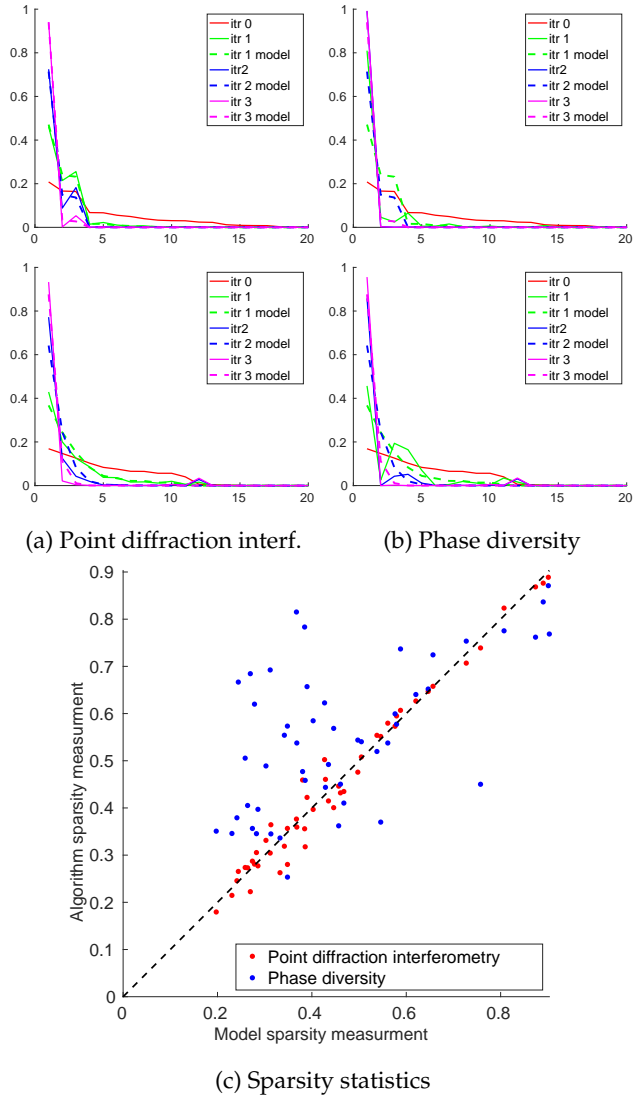 1
0.8
0.6
0.4
0.2
0
0 5 10 15 20
itr 0
itr 1
itr 1 model
itr2
itr 2 model
itr 3
itr 3 model
1
0.8
0.6
0.4
0.2
0
0 5 10 15 20
itr 0
itr 1
itr 1 model
itr2
itr 2 model
itr 3
itr 3 model
1
0.8
0.6
0.4
0.2
0
0 5 10 15 20
itr 0
itr 1
itr 1 model
itr2
itr 2 model
itr 3
itr 3 model
1
0.8
0.6
0.4
0.2
0
0 5 10 15 20
itr 0
itr 1
itr 1 model
itr2
itr 2 model
itr 3
itr 3 model
(a) Point diffraction interf.
(b) Phase diversity
0.9
0.8
0.7
0.6
0.5
0.4
0.3
0.2
0.1
0
Algorithm sparsity measurment
Point diffraction interferometry
Phase diversity
0 0.2 0.4 0.6 0.8
Model sparsity measurment
(c) Sparsity statistics